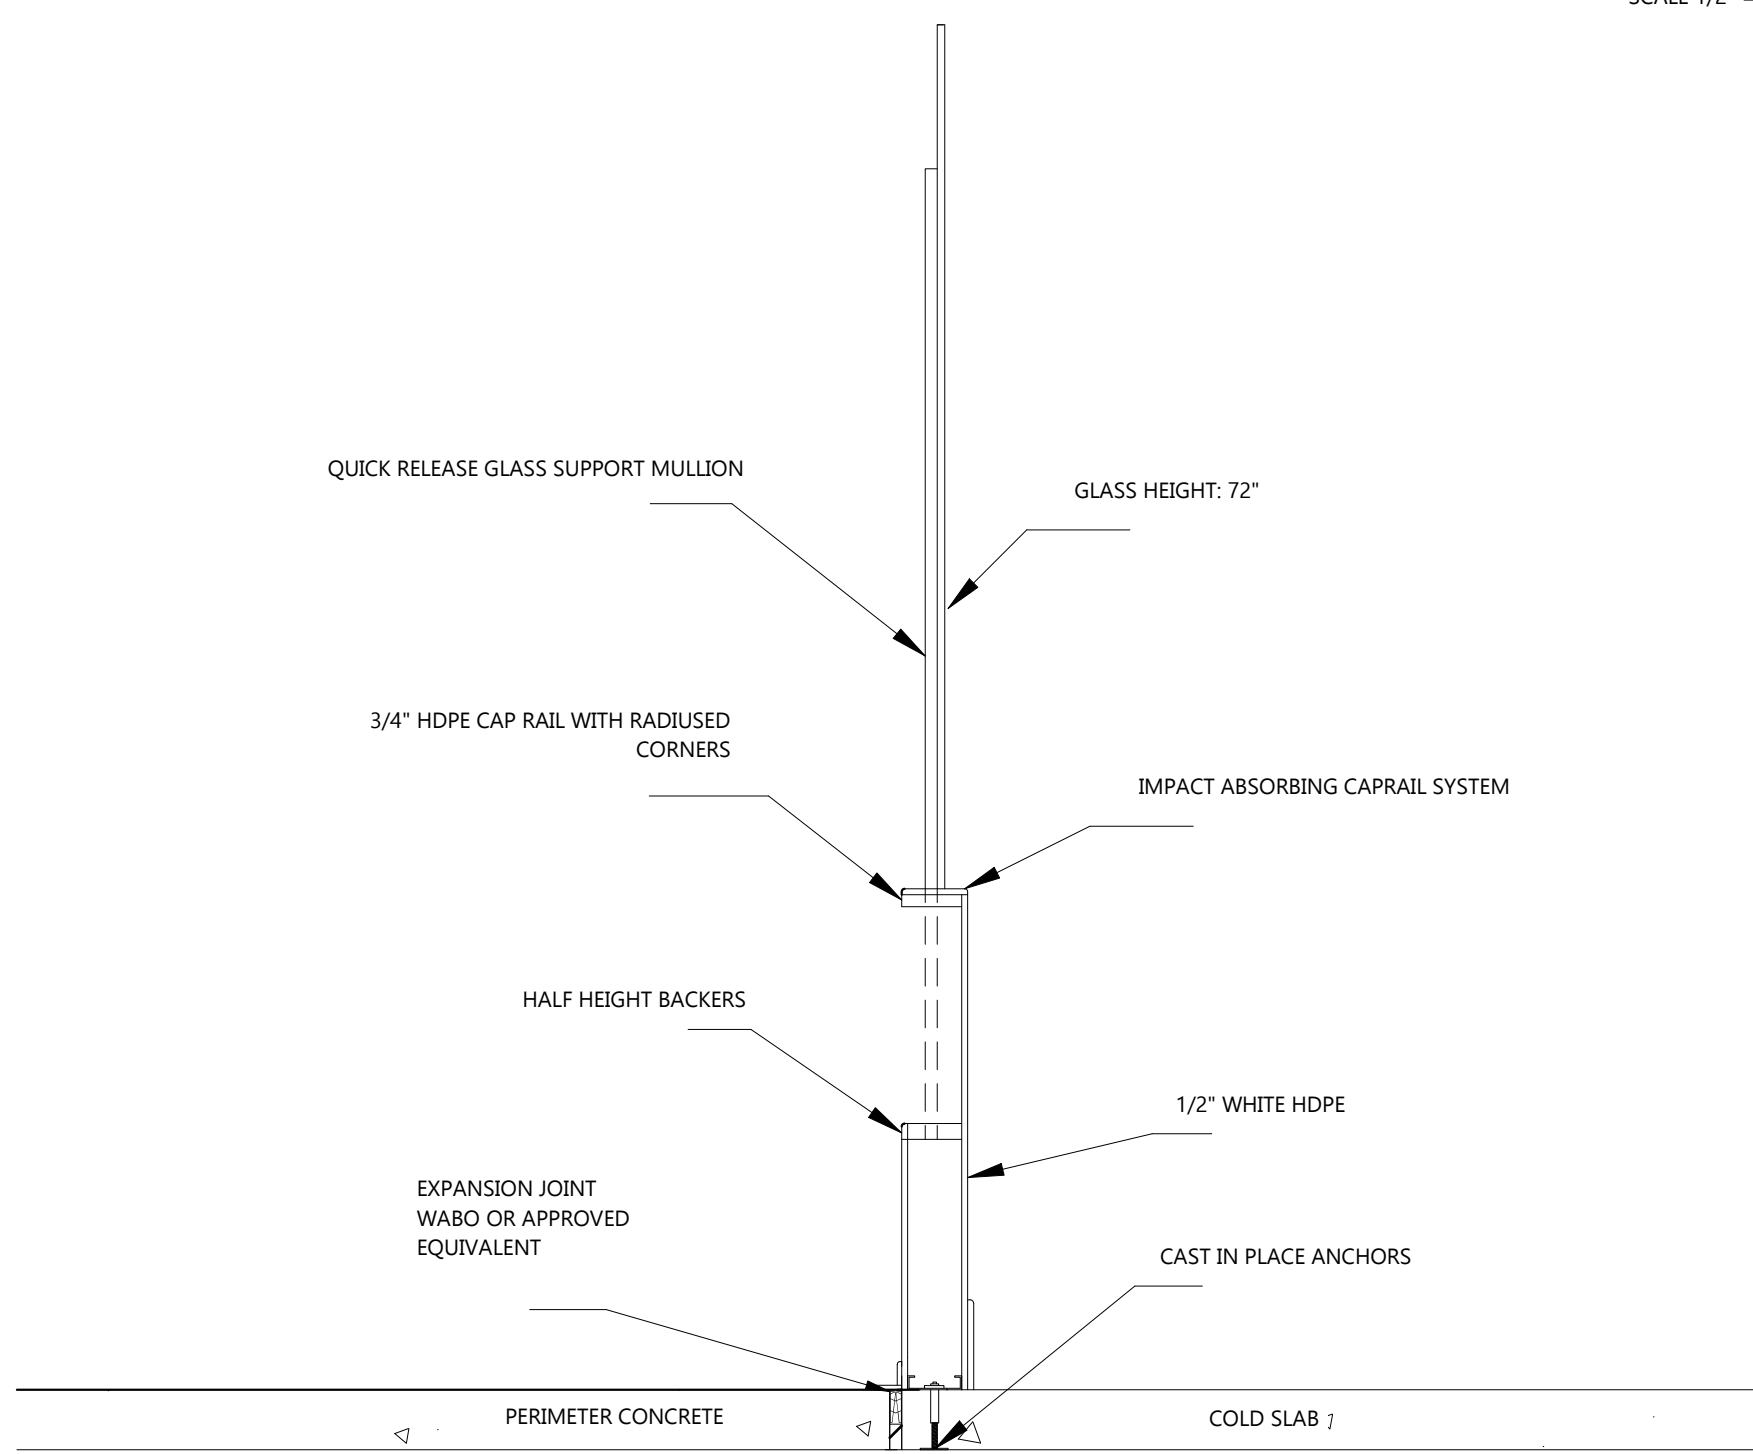 QUICK RELEASE GLASS SUPPORT MULLION
GLASS HEIGHT: 72"
3/4" HDPE CAP RAIL WITH RADIUSED
CORNERS
IMPACT ABSORBING CAPRAIL SYSTEM
HALF HEIGHT BACKERS
1/2" WHITE HDPE
EXPANSION JOINT
WABO OR APPROVED
EQUIVALENT
CAST IN PLACE ANCHORS
PERIMETER CONCRETE
COLD SLAB